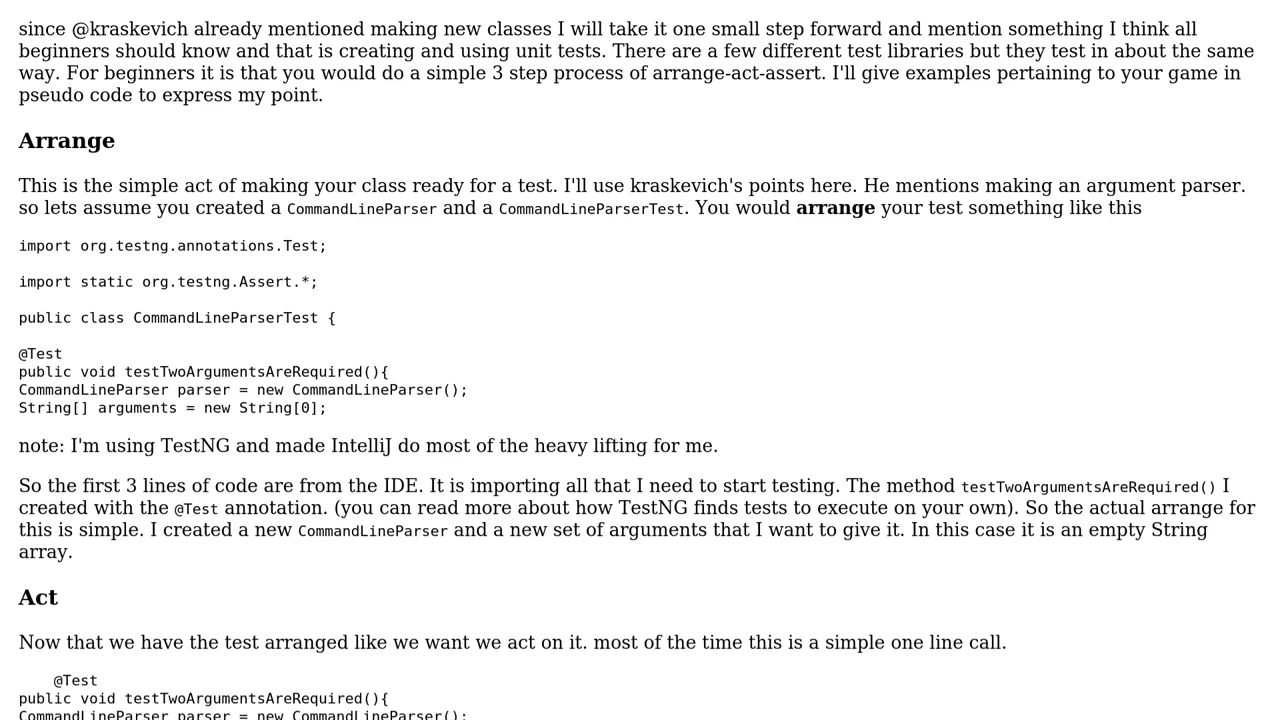 since @kraskevich already mentioned making new classes I will take it one small step forward and mention something I think all
beginners should know and that is creating and using unit tests. There are a few different test libraries but they test in about the same
way. For beginners it is that you would do a simple 3 step process of arrange-act-assert. I'll give examples pertaining to your game in
pseudo code to express my point.
Arrange
This is the simple act of making your class ready for a test. I'll use kraskevich's points here. He mentions making an argument parser.
so lets assume you created a CommandLineParser and a CommandLineParserTest. You would arrange your test something like this
import org.testng.annotations.Test;
import static org.testng.Assert.*;
public class CommandLineParserTest {
@Test
public void testTwoArgumentsAreRequired(){
CommandLineParser parser = new CommandLineParser();
String[] arguments = new String[0];
note: I'm using TestNG and made IntelliJ do most of the heavy lifting for me.
So the first 3 lines of code are from the IDE. It is importing all that I need to start testing. The method testTwoArgumentsAreRequired() I
created with the @Test annotation. (you can read more about how TestNG finds tests to execute on your own). So the actual arrange for
this is simple. I created a new CommandLineParser and a new set of arguments that I want to give it. In this case it is an empty String
array.
Act
Now that we have the test arranged like we want we act on it. most of the time this is a simple one line call.
@Test
public void testTwoArgumentsAreRequired(){
CommandLineParser parser = new CommandLineParser();